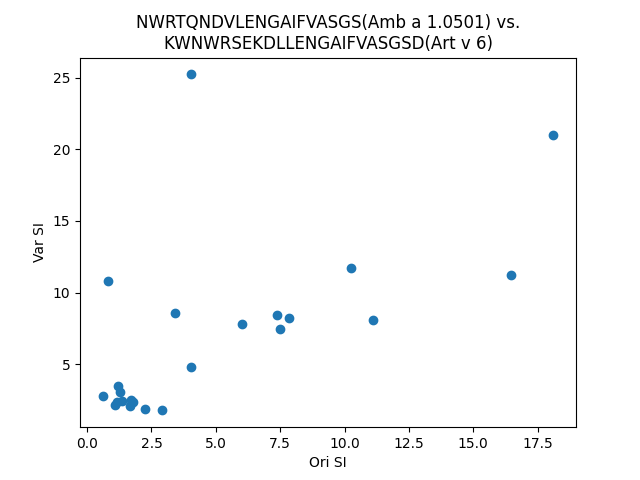 NWRTQNDVLENGAIFVASGS(Amb a 1.0501) vs.
KWNWRSEKDLLENGAIFVASGSD(Art v 6)
25
20
15
10
5
Var SI
0.0 2.5 5.0 7.5 10.0 12.5 15.0 17.5
Ori SI